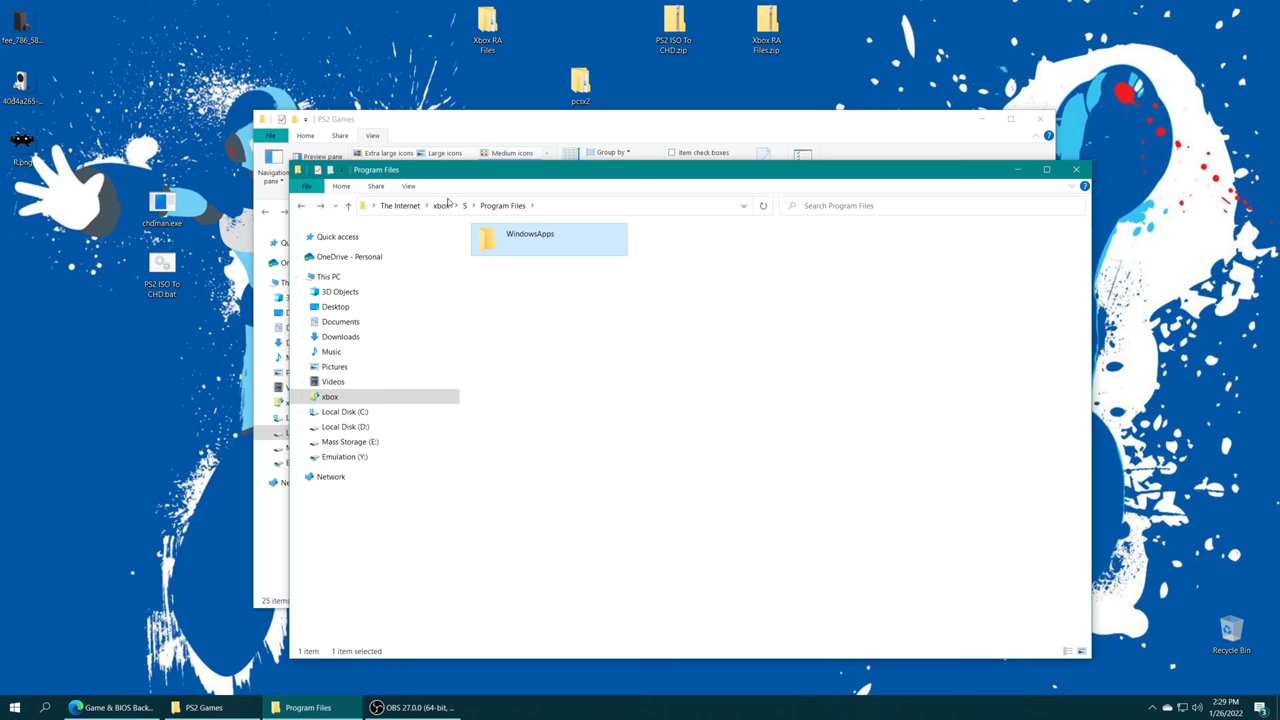 fee_786_58...
Xbox RA
Files
PS2 ISO To
CHD.zip
Xbox RA
Files.zip
40d4a265-...
pcsx2
R.png
chdman.exe
PS2 ISO To
CHD.bat
PS2 Games
File Home Share View
Preview pane
Navigation
pane
Extra large icons Large icons Medium icons
Group by
Item check boxes
Program Files
File Home Share View
The Internet xbox S Program Files
Search Program Files
Quick access
OneDrive - Personal
This PC
3D Objects
Desktop
Documents
Downloads
Music
Pictures
Videos
xbox
Local Disk (C:)
Local Disk (D:)
Mass Storage (E:)
Emulation (Y:)
Network
WindowsApps
25 items
1 item 1 item selected
Recycle Bin
Game & BIOS Back...
PS2 Games
Program Files
OBS 27.0.0 (64-bit, ...
2:29 PM
1/26/2022
3